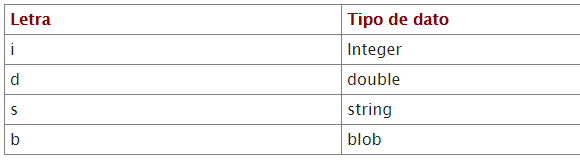 Letra Tipo de dato
i Integer
d double
s string
b blob